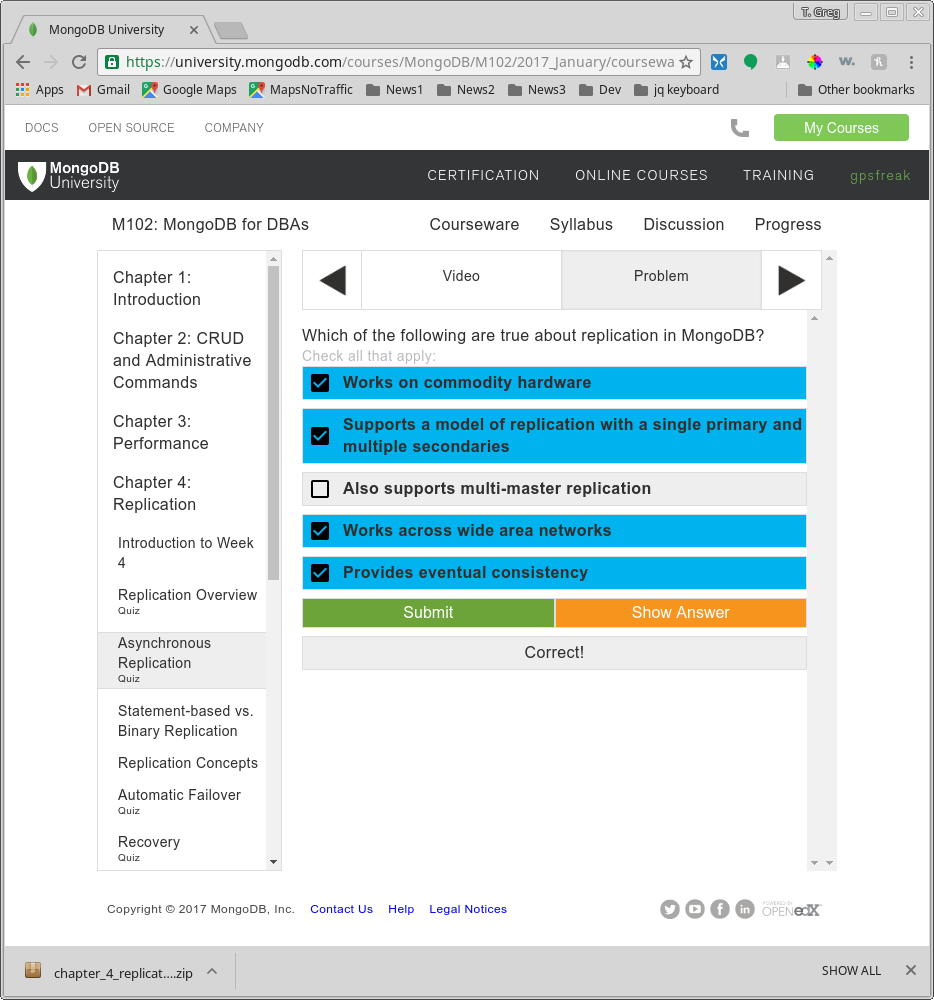 T. Greg
MongoDB University
https://university.mongodb.com/courses/MongoDB/M102/2017_January/coursewa
Apps Gmail Google Maps MapsNoTraffic News1 News2 News3 Dev jq keyboard Other bookmarks
DOCS OPEN SOURCE COMPANY My Courses
MongoDB
University
CERTIFICATION ONLINE COURSES TRAINING gpsfreak
M102: MongoDB for DBAs Courseware Syllabus Discussion Progress
Chapter 1:
Introduction
Chapter 2: CRUD
and Administrative
Commands
Chapter 3:
Performance
Chapter 4:
Replication
Introduction to Week
4
Replication Overview
Quiz
Asynchronous
Replication
Quiz
Statement-based vs.
Binary Replication
Replication Concepts
Automatic Failover
Quiz
Recovery
Quiz
Video Problem
Which of the following are true about replication in MongoDB?
Check all that apply:
Works on commodity hardware
Supports a model of replication with a single primary and
multiple secondaries
Also supports multi-master replication
Works across wide area networks
Provides eventual consistency
Submit Show Answer
Correct!
Copyright © 2017 MongoDB, Inc. Contact Us Help Legal Notices
POWERED BY
OPEN edX
chapter_4_replicat....zip SHOW ALL